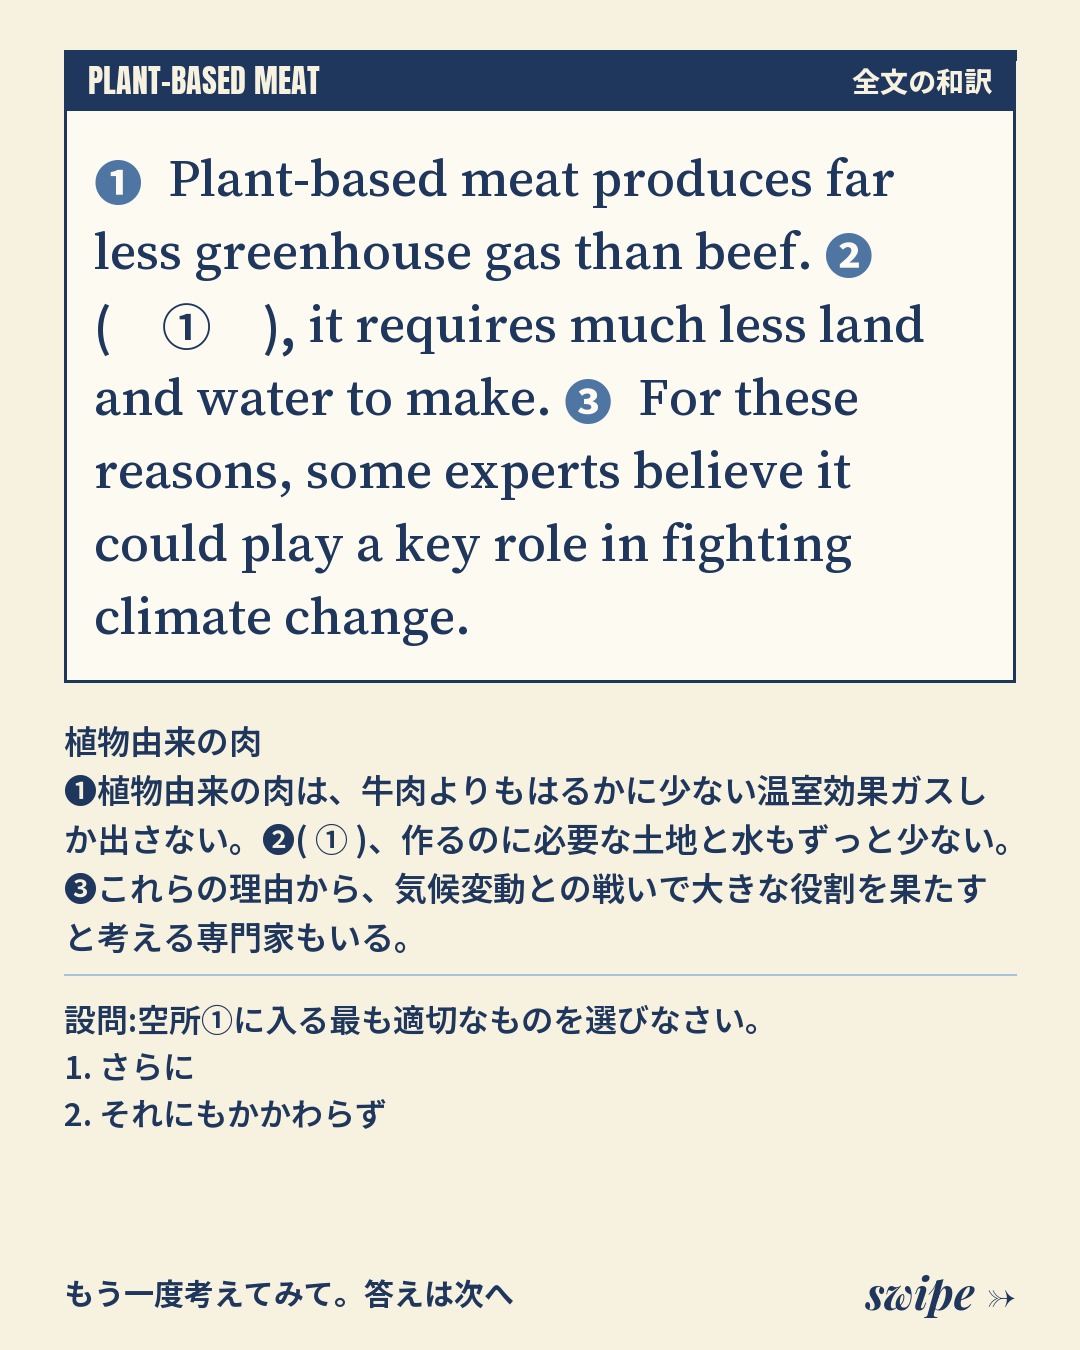 PLANT-BASED MEAT 全文の和訳
❶ Plant-based meat produces far
less greenhouse gas than beef. ❷
( ① ), it requires much less land
and water to make. ❸ For these
reasons, some experts believe it
could play a key role in fighting
climate change.
植物由来の肉
❶植物由来の肉は、牛肉よりもはるかに少ない温室効果ガスし
か出さない。❷( ① )、作るのに必要な土地と水もずっと少ない。
❸これらの理由から、気候変動との戦いで大きな役割を果たす
と考える専門家もいる。
設問:空所①に入る最も適切なものを選びなさい。
1. さらに
2. それにもかかわらず
もう一度考えてみて。答えは次へ swipe